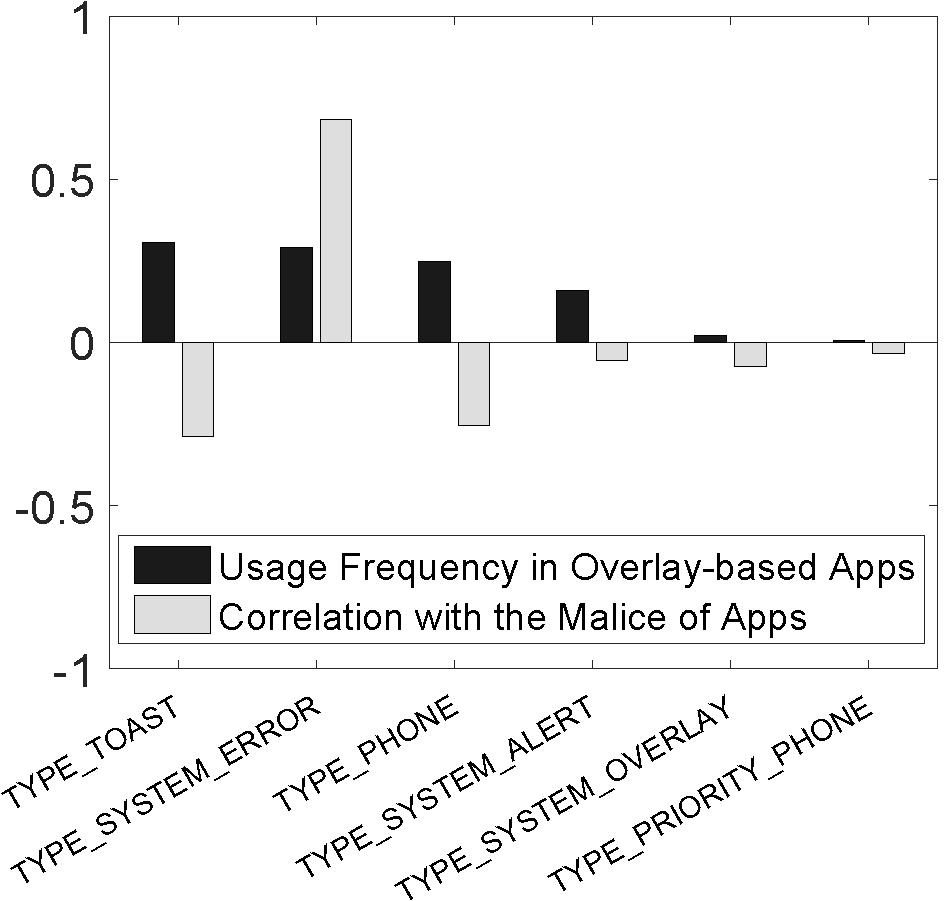 1
0.5
0
-0.5
Usage Frequency in Overlay-based Apps
Correlation with the Malice of Apps
-1
TYPE_TOAST
TYPE_SYSTEM_ERROR
TYPE_PHONE
TYPE_SYSTEM_ALERT
TYPE_SYSTEM_OVERLAY
TYPE_PRIORITY_PHONE